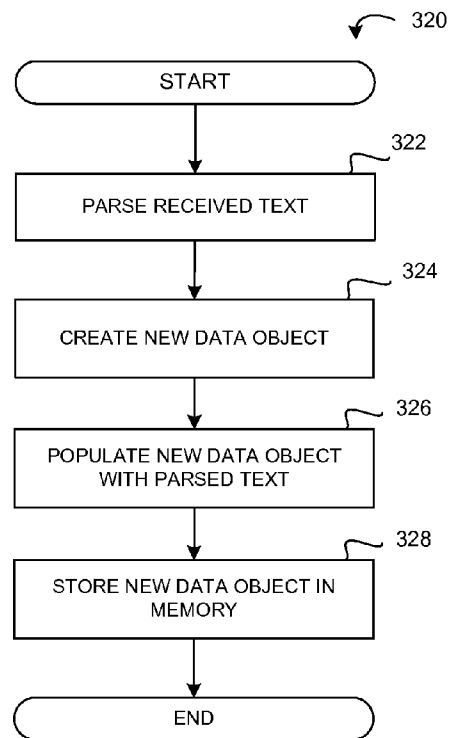 320
START
322
PARSE RECEIVED TEXT
324
CREATE NEW DATA OBJECT
326
POPULATE NEW DATA OBJECT
WITH PARSED TEXT
328
STORE NEW DATA OBJECT IN
MEMORY
END